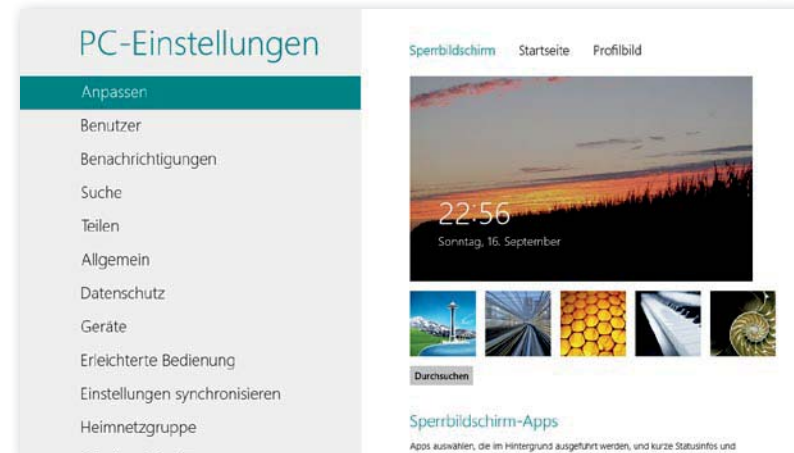 PC-Einstellungen
Anpassen
Benutzer
Benachrichtigungen
Suche
Teilen
Allgemein
Datenschutz
Geräte
Erleichterte Bedienung
Einstellungen synchronisieren
Heimnetzgruppe
Sperrbildschirm Startseite Profilbild
22:56
Sonntag, 16. September
Durchsuchen
Sperrbildschirm-Apps
Apps auswählen, die im Hintergrund ausgeführt werden, und kurze Statusinfos und